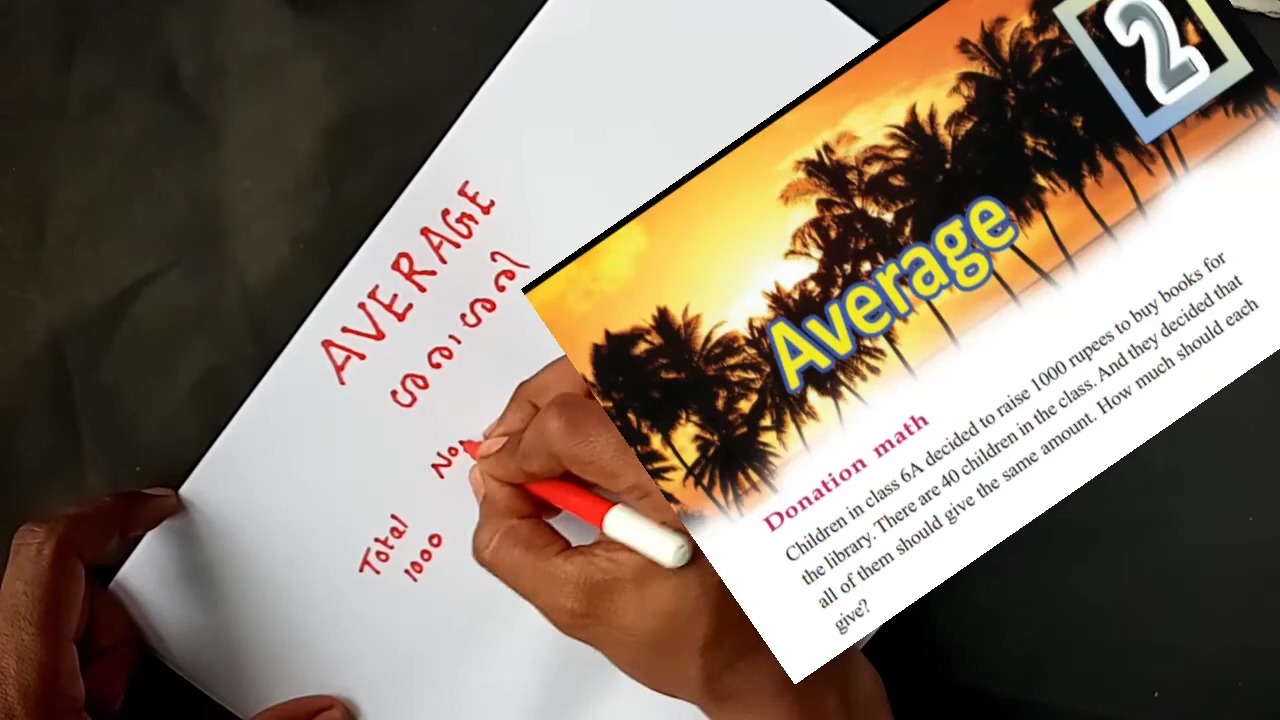 AVERAGE
ശരാശരി
Total
1000
No
2
Average
Donation math
Children in class 6A decided to raise 1000 rupees to buy books for
the library. There are 40 children in the class. And they decided that
all of them should give the same amount. How much should each
give?